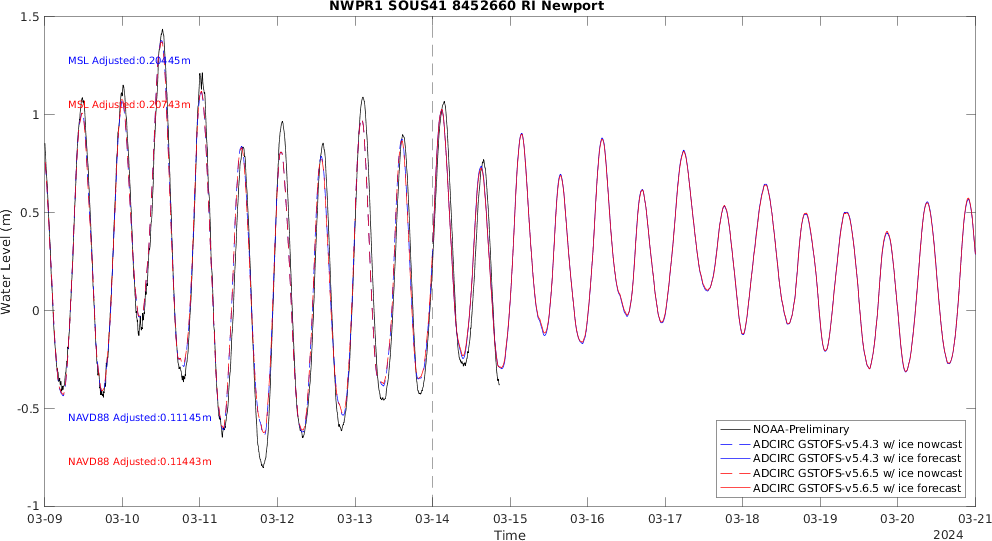 NWPR1 SOUS41 8452660 RI Newport
1.5
1
0.5
0
-0.5
-1
Water Level (m)
MSL Adjusted:0.20445m
MSL Adjusted:0.20743m
NAVD88 Adjusted:0.11145m
NAVD88 Adjusted:0.11443m
NOAA-Preliminary
ADCIRC GSTOFS-v5.4.3 w/ ice nowcast
ADCIRC GSTOFS-v5.4.3 w/ ice forecast
ADCIRC GSTOFS-v5.6.5 w/ ice nowcast
ADCIRC GSTOFS-v5.6.5 w/ ice forecast
03-09 03-10 03-11 03-12 03-13 03-14 03-15 03-16 03-17 03-18 03-19 03-20 03-21
Time
2024